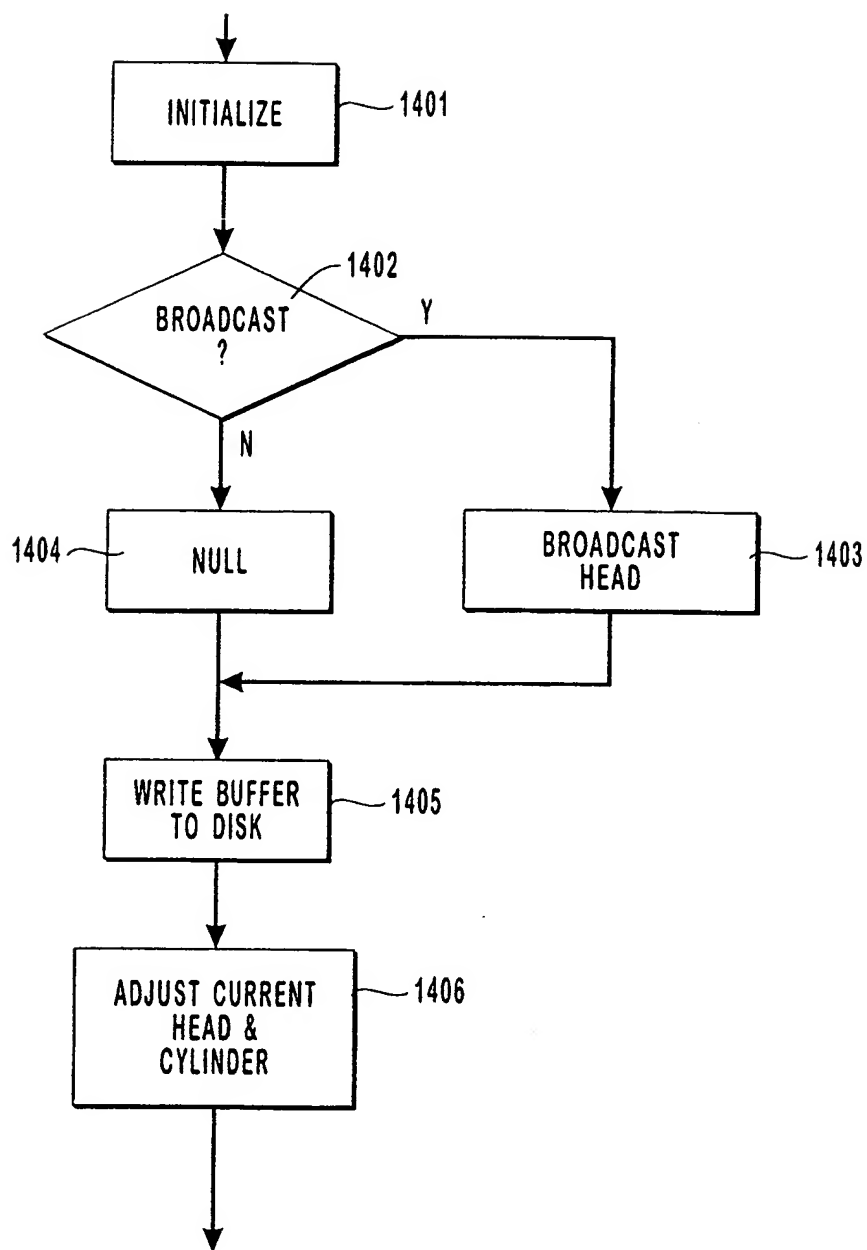 INITIALIZE
1401
1402
BROADCAST
?
Y
N
1404
NULL
BROADCAST
HEAD
1403
WRITE BUFFER
TO DISK
1405
ADJUST CURRENT
HEAD &
CYLINDER
1406